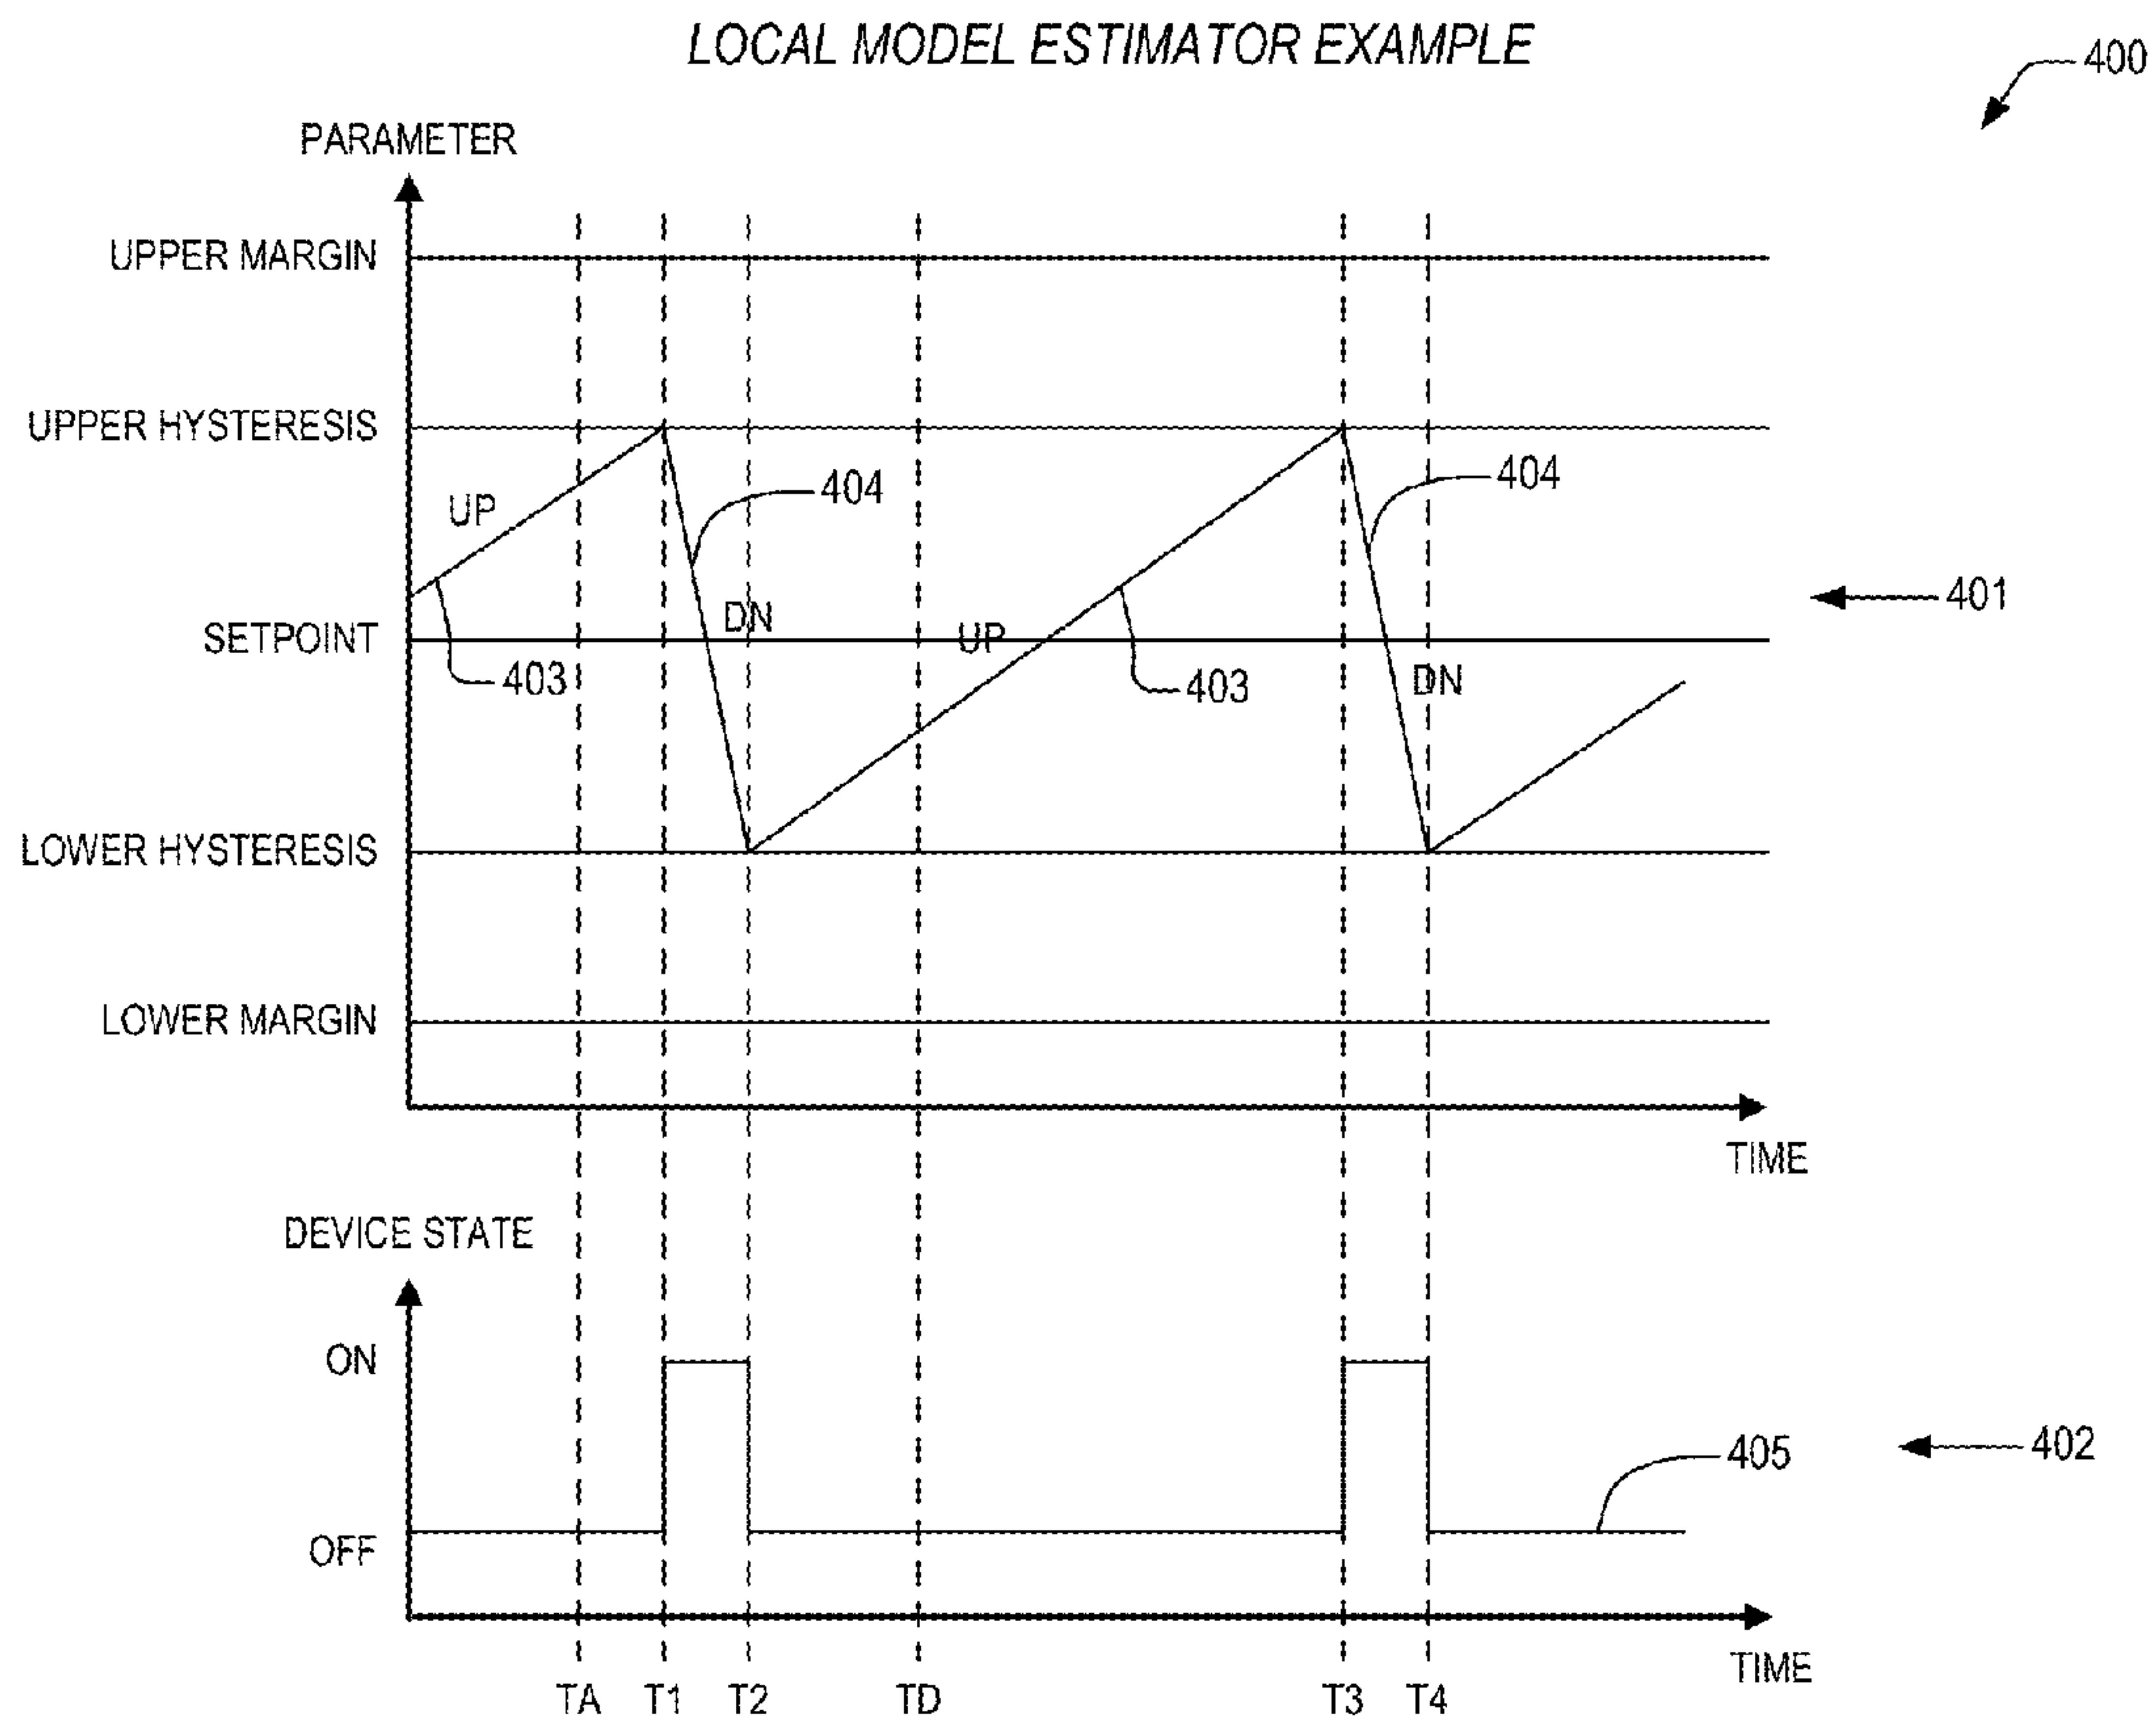 LOCAL MODEL ESTIMATOR EXAMPLE
400
PARAMETER
UPPER MARGIN
UPPER HYSTERESIS
404
404
UP
401
DN
SETPOINT
UP
403
403
DN
LOWER HYSTERESIS
LOWER MARGIN
TIME
DEVICE STATE
ON
402
405
OFF
TIME
TA T1 T2 TD T3 T4